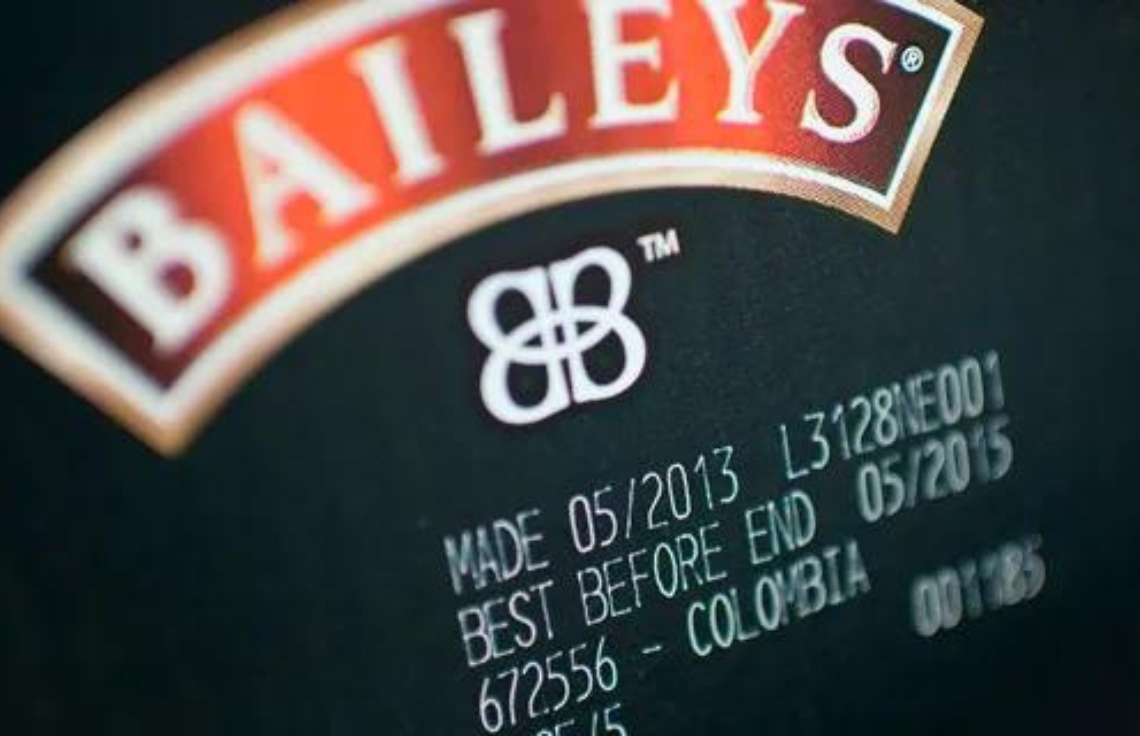 BAILEYS®
TM
MADE 05/2013 L3128NE001
BEST BEFORE END 05/2015
672556 - COLOMBIA 001185